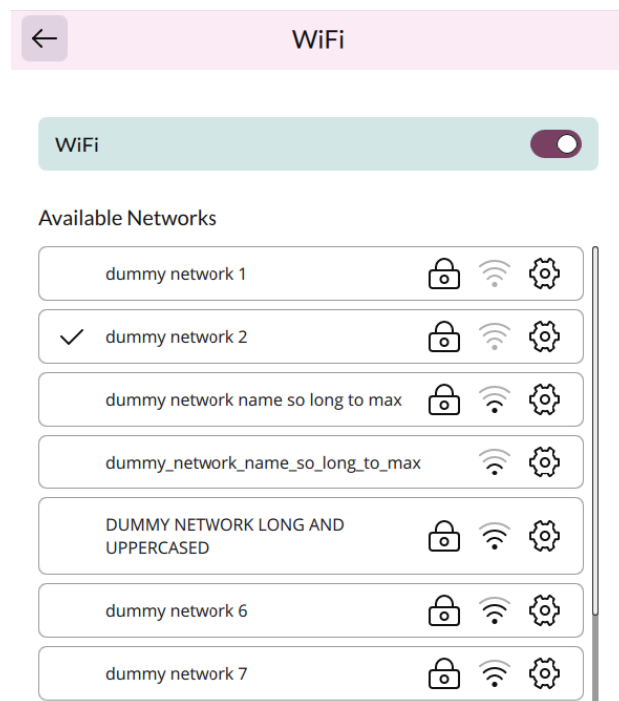 WiFi
WiFi
Available Networks
dummy network 1
dummy network 2
dummy network name so long to max
dummy_network_name_so_long_to_max
DUMMY NETWORK LONG AND
UPPERCASED
dummy network 6
dummy network 7